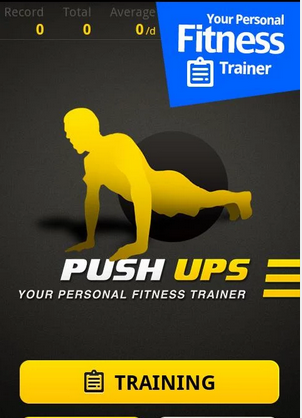 Record Total Average
0 0 0/d
Your Personal
Fitness
Trainer
PUSH UPS
YOUR PERSONAL FITNESS TRAINER
TRAINING